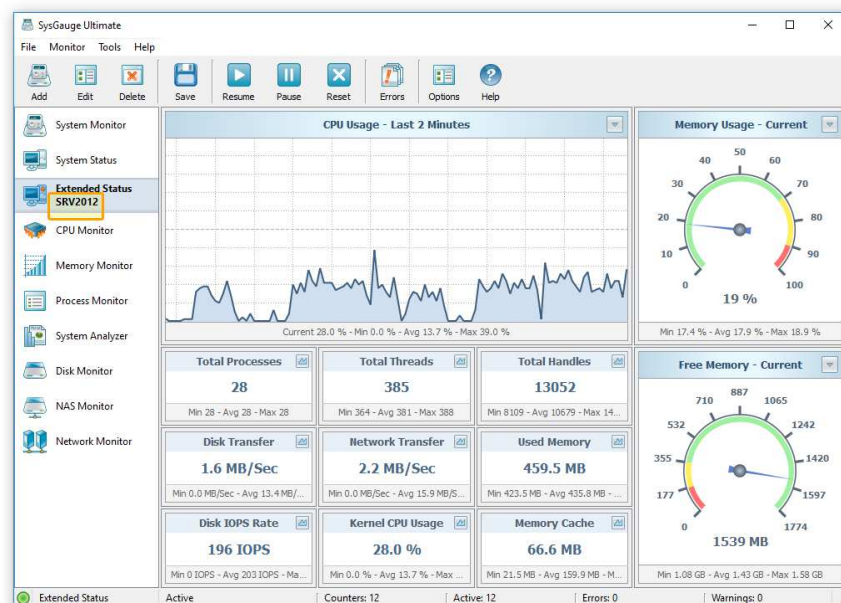 SysGauge Ultimate
File Monitor Tools Help
Add Edit Delete Save Resume Pause Reset Errors Options Help
System Monitor
System Status
Extended Status
SRV2012
CPU Monitor
Memory Monitor
Process Monitor
System Analyzer
Disk Monitor
NAS Monitor
Network Monitor
CPU Usage - Last 2 Minutes
Current 28.0 % - Min 0.0 % - Avg 13.7 % - Max 39.0 %
Memory Usage - Current
0 10 20 30 40 50 60 70 80 90 100
19 %
Min 17.4 % - Avg 17.9 % - Max 18.9 %
Total Processes
28
Min 28 - Avg 28 - Max 28
Total Threads
385
Min 364 - Avg 381 - Max 388
Total Handles
13052
Min 8109 - Avg 10679 - Max 14...
Disk Transfer
1.6 MB/Sec
Min 0.0 MB/Sec - Avg 13.4 MB/...
Network Transfer
2.2 MB/Sec
Min 0.0 MB/Sec - Avg 15.9 MB/S...
Used Memory
459.5 MB
Min 423.5 MB - Avg 435.8 MB - ...
Disk IOPS Rate
196 IOPS
Min 0 IOPS - Avg 203 IOPS - Ma...
Kernel CPU Usage
28.0 %
Min 0.0 % - Avg 13.7 % - Max ...
Memory Cache
66.6 MB
Min 21.5 MB - Avg 159.9 MB - M...
Free Memory - Current
0 177 355 532 710 887 1065 1242 1420 1597 1774
1539 MB
Min 1.08 GB - Avg 1.43 GB - Max 1.58 GB
Extended Status Active Counters: 12 Active: 12 Errors: 0 Warnings: 0